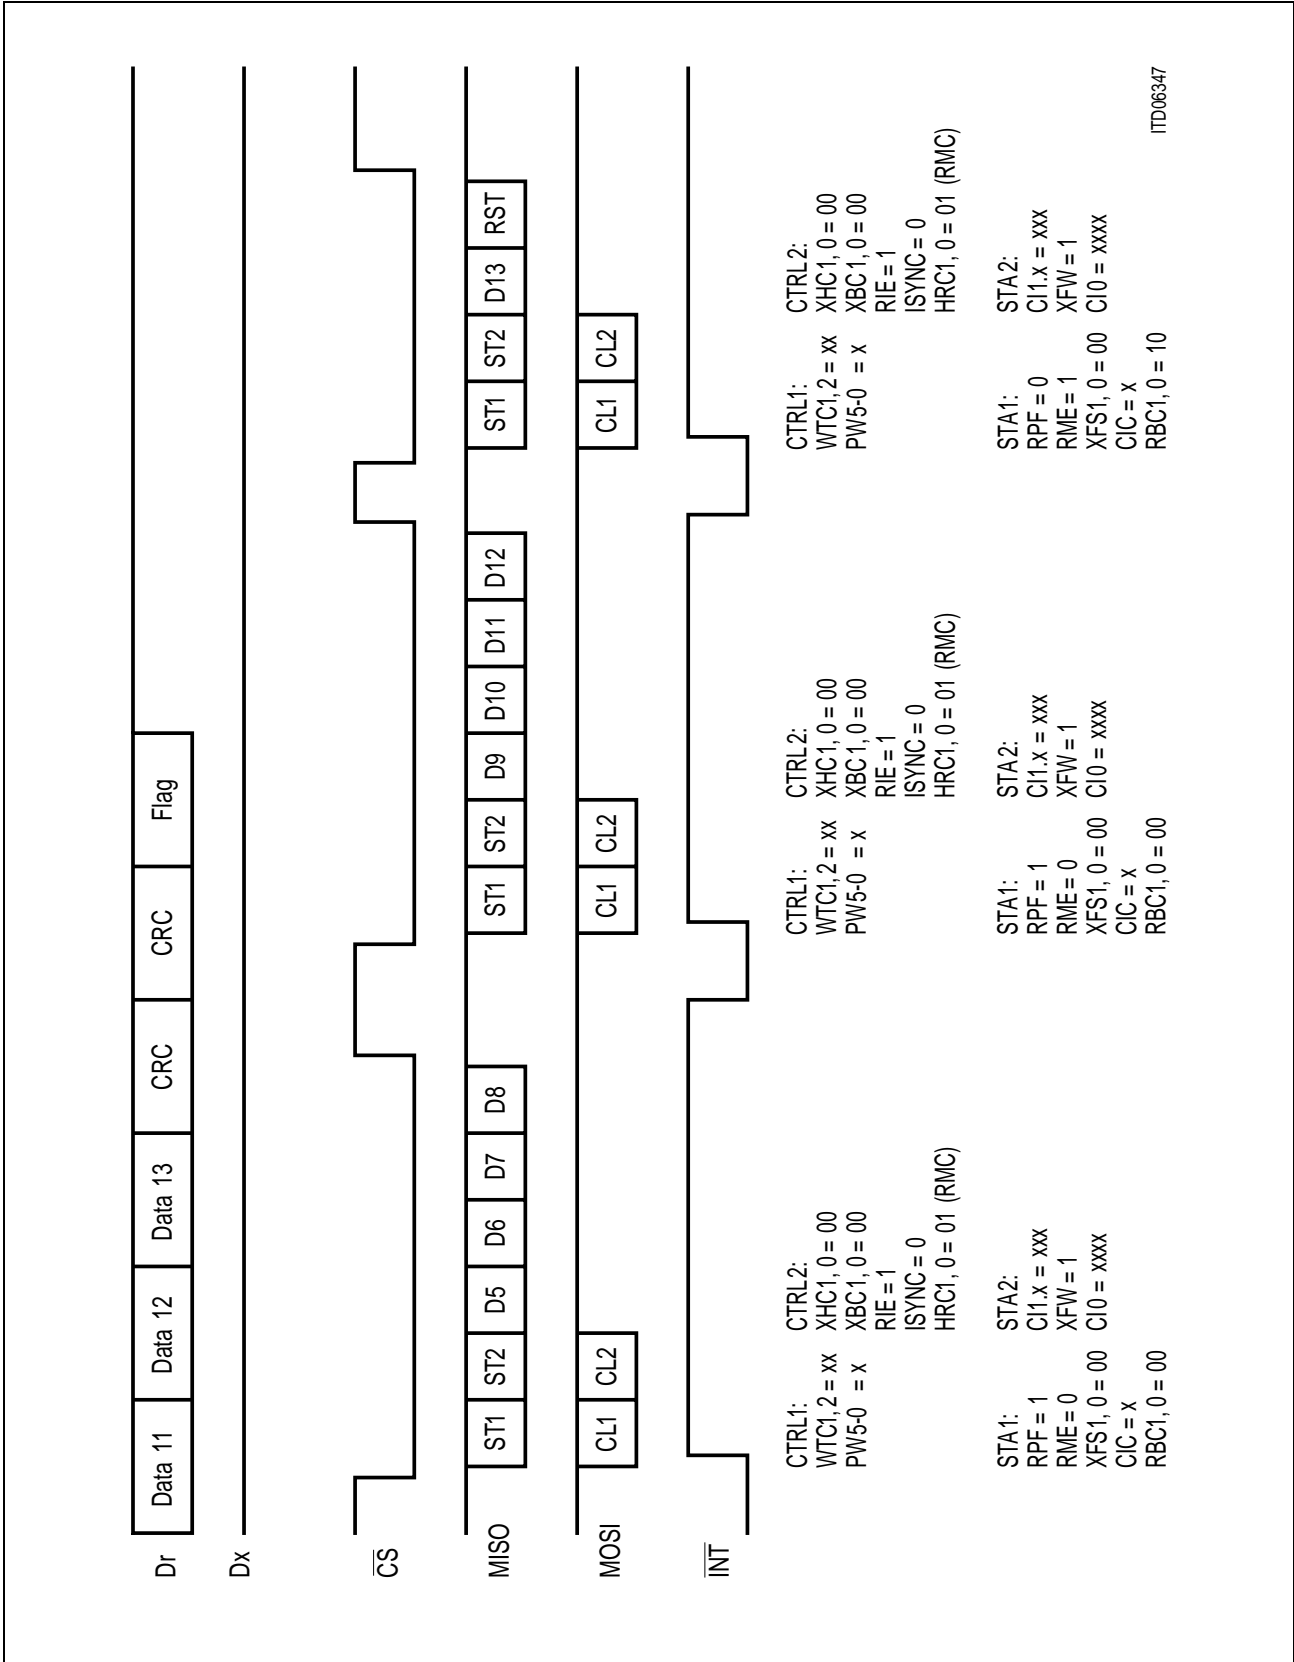 Dr
Data 11
Data 12
Data 13
CRC
CRC
Flag
Dx
CS
MISO
ST1
ST2
D5
D6
D7
D8
ST1
ST2
D9
D10
D11
D12
ST1
ST2
D13
RST
MOSI
CL1
CL2
CL1
CL2
CL1
CL2
INT
CTRL1:
WTC1, 2 = xx
PW5-0 = x
CTRL2:
XHC1, 0 = 00
XBC1, 0 = 00
RIE = 1
ISYNC = 0
HRC1, 0 = 01 (RMC)
STA1:
RPF = 1
RME = 0
XFS1, 0 = 00
CIC = x
RBC1, 0 = 00
STA2:
CI1.x = xxx
XFW = 1
CI0 = xxxx
CTRL1:
WTC1, 2 = xx
PW5-0 = x
CTRL2:
XHC1, 0 = 00
XBC1, 0 = 00
RIE = 1
ISYNC = 0
HRC1, 0 = 01 (RMC)
STA1:
RPF = 1
RME = 0
XFS1, 0 = 00
CIC = x
RBC1, 0 = 00
STA2:
CI1.x = xxx
XFW = 1
CI0 = xxxx
CTRL1:
WTC1, 2 = xx
PW5-0 = x
CTRL2:
XHC1, 0 = 00
XBC1, 0 = 00
RIE = 1
ISYNC = 0
HRC1, 0 = 01 (RMC)
STA1:
RPF = 0
RME = 1
XFS1, 0 = 00
CIC = x
RBC1, 0 = 10
STA2:
CI1.x = xxx
XFW = 1
CI0 = xxxx
ITD06347